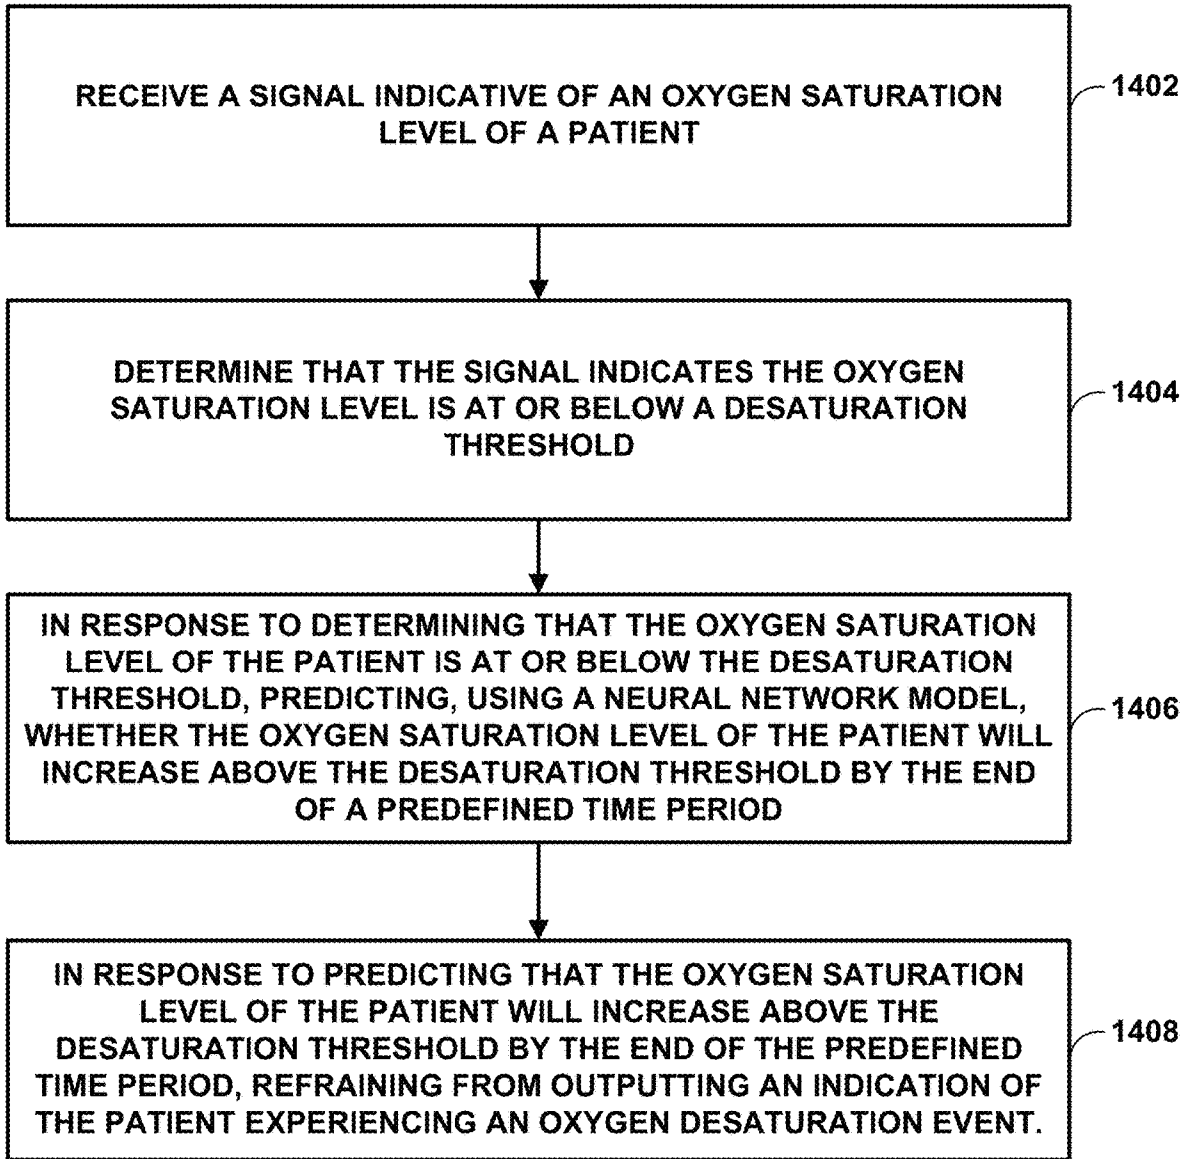 RECEIVE A SIGNAL INDICATIVE OF AN OXYGEN SATURATION
LEVEL OF A PATIENT
1402
DETERMINE THAT THE SIGNAL INDICATES THE OXYGEN
SATURATION LEVEL IS AT OR BELOW A DESATURATION
THRESHOLD
1404
IN RESPONSE TO DETERMINING THAT THE OXYGEN SATURATION
LEVEL OF THE PATIENT IS AT OR BELOW THE DESATURATION
THRESHOLD, PREDICTING, USING A NEURAL NETWORK MODEL,
WHETHER THE OXYGEN SATURATION LEVEL OF THE PATIENT WILL
INCREASE ABOVE THE DESATURATION THRESHOLD BY THE END
OF A PREDEFINED TIME PERIOD
1406
IN RESPONSE TO PREDICTING THAT THE OXYGEN SATURATION
LEVEL OF THE PATIENT WILL INCREASE ABOVE THE
DESATURATION THRESHOLD BY THE END OF THE PREDEFINED
TIME PERIOD, REFRAINING FROM OUTPUTTING AN INDICATION OF
THE PATIENT EXPERIENCING AN OXYGEN DESATURATION EVENT.
1408